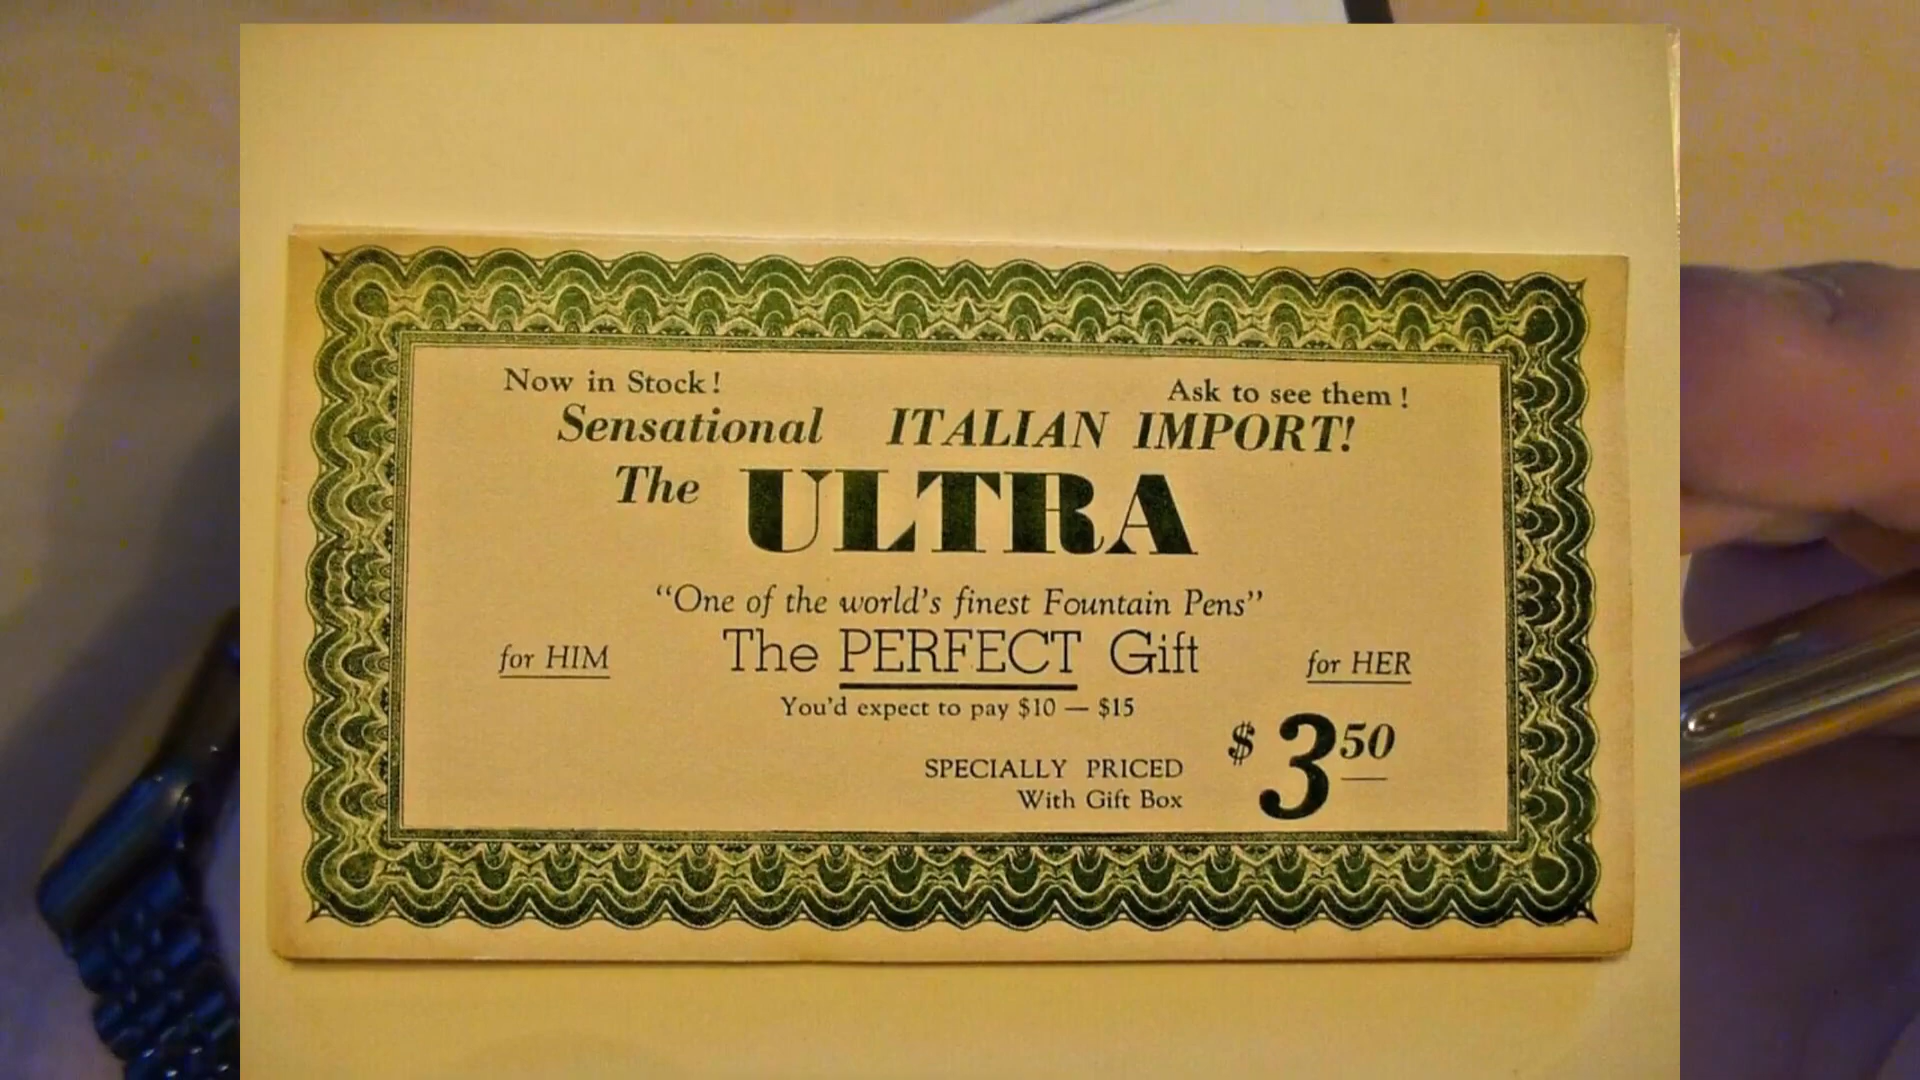 Now in Stock!
Ask to see them!
Sensational ITALIAN IMPORT!
The ULTRA
"One of the world's finest Fountain Pens"
for HIM
The PERFECT Gift
for HER
You'd expect to pay $10 — $15
SPECIALLY PRICED
With Gift Box
$3 50